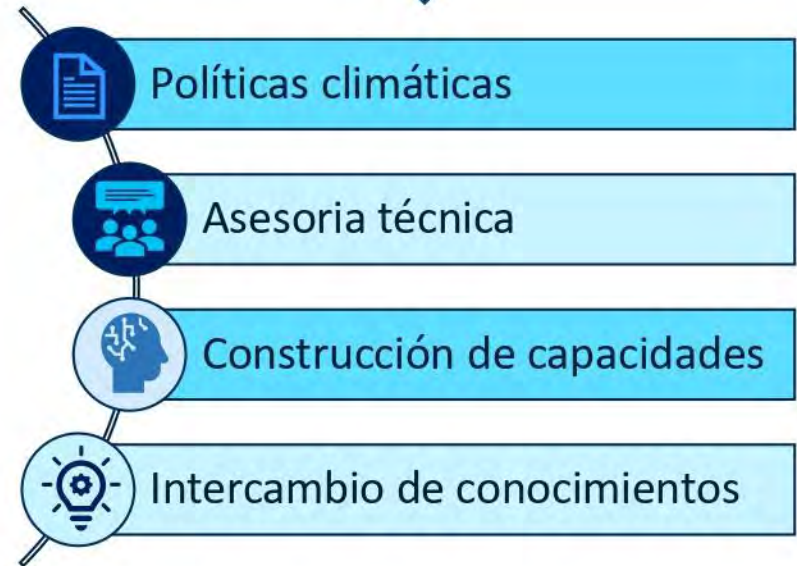 Políticas climáticas
Asesoria técnica
Construcción de capacidades
Intercambio de conocimientos